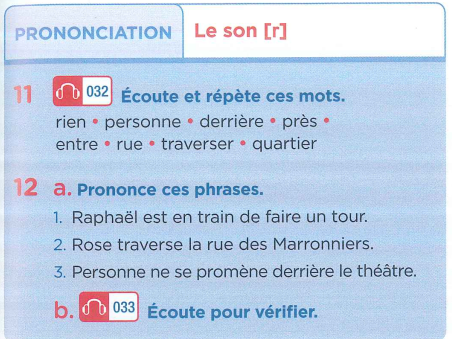 PRONONCIATION Le son [r]
11 032 Écoute et répète ces mots.
rien • personne • derrière • près •
entre • rue • traverser • quartier
12 a. Prononce ces phrases.
1. Raphaël est en train de faire un tour.
2. Rose traverse la rue des Marronniers.
3. Personne ne se promène derrière le théâtre.
b. 033 Écoute pour vérifier.